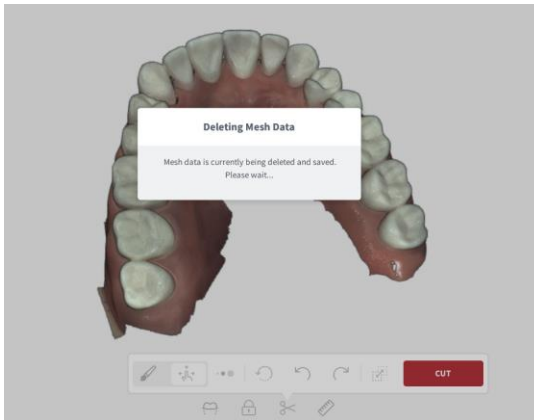 Deleting Mesh Data
Mesh data is currently being deleted and saved.
Please wait...
CUT